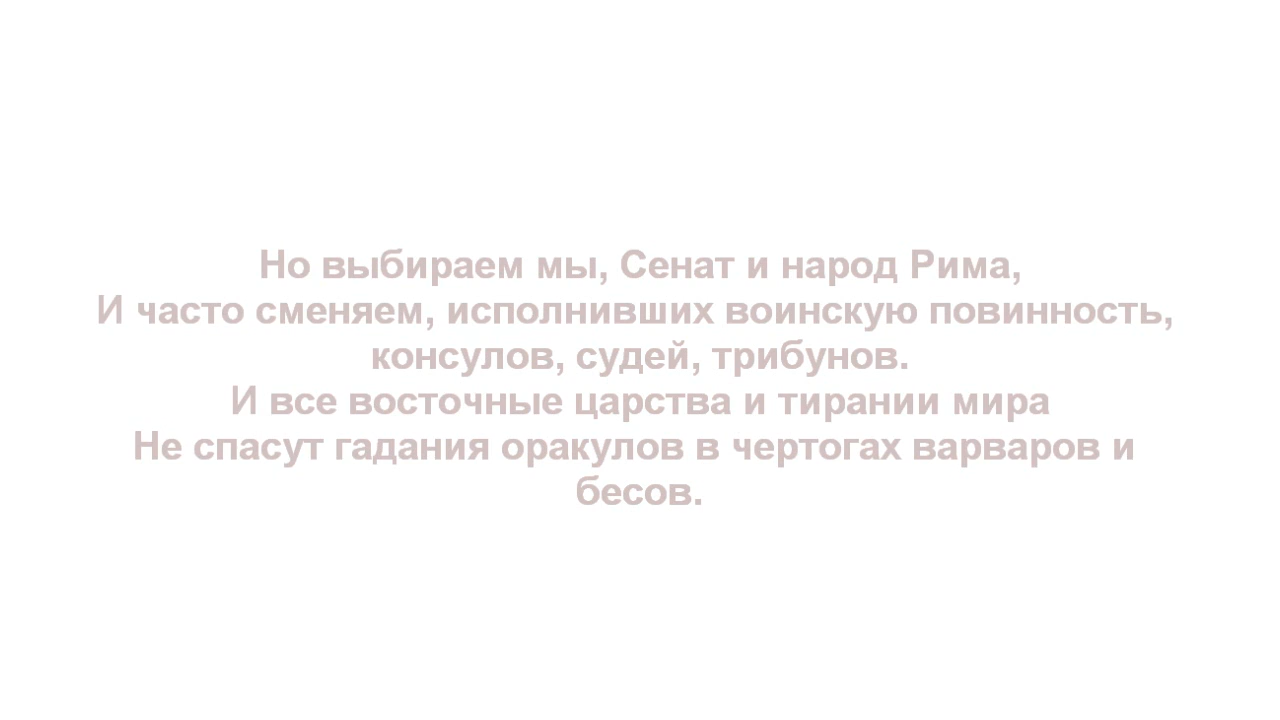 Но выбираем мы, Сенат и народ Рима,
И часто сменяем, исполнивших воинскую повинность,
консулов, судей, трибунов.
И все восточные царства и тирании мира
Не спасут гадания оракулов в чертогах варваров и
бесов.